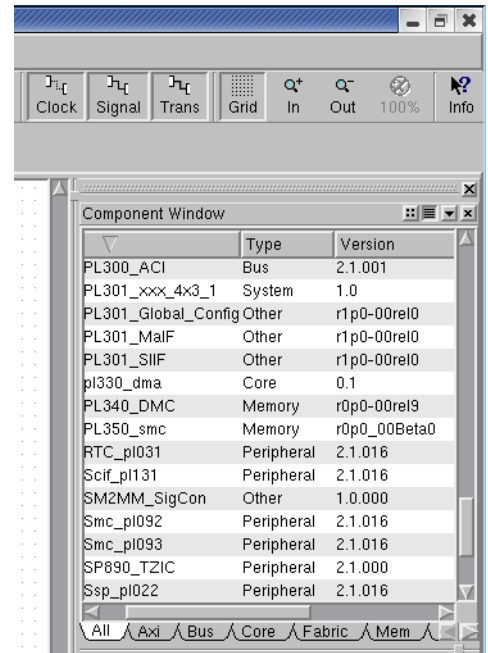 Clock Signal Trans Grid In Out 100% Info
Component Window
Type Version
PL300_ACI Bus 2.1.001
PL301_xxx_4x3_1 System 1.0
PL301_Global_Config Other r1p0-00rel0
PL301_MaIF Other r1p0-00rel0
PL301_SIIF Other r1p0-00rel0
pl330_dma Core 0.1
PL340_DMC Memory r0p0-00rel9
PL350_smc Memory r0p0_00Beta0
RTC_pl031 Peripheral 2.1.016
Scif_pl131 Peripheral 2.1.016
SM2MM_SigCon Other 1.0.000
Smc_pl092 Peripheral 2.1.016
Smc_pl093 Peripheral 2.1.016
SP890_TZIC Peripheral 2.1.000
Ssp_pl022 Peripheral 2.1.016
All Axi Bus Core Fabric Mem